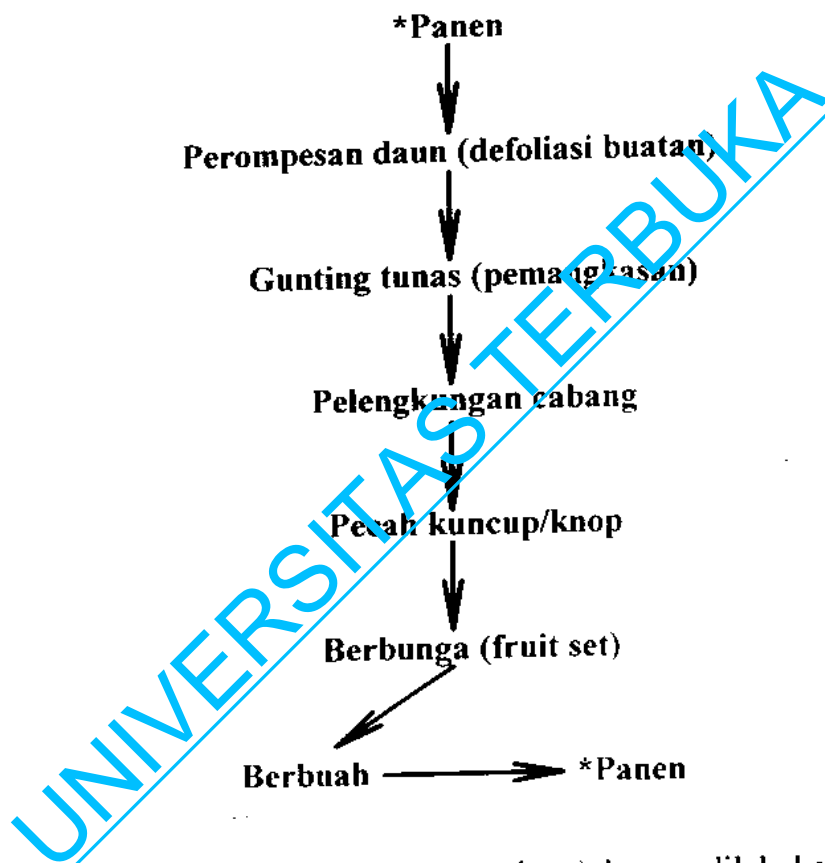 *Panen
Perompesan daun (defoliasi buatan)
Gunting tunas (pemangkasan)
Pelengkungan cabang
Pecah kuncup/knop
Berbunga (fruit set)
Berbuah
*Panen
UNIVERSITAS TERBUKA